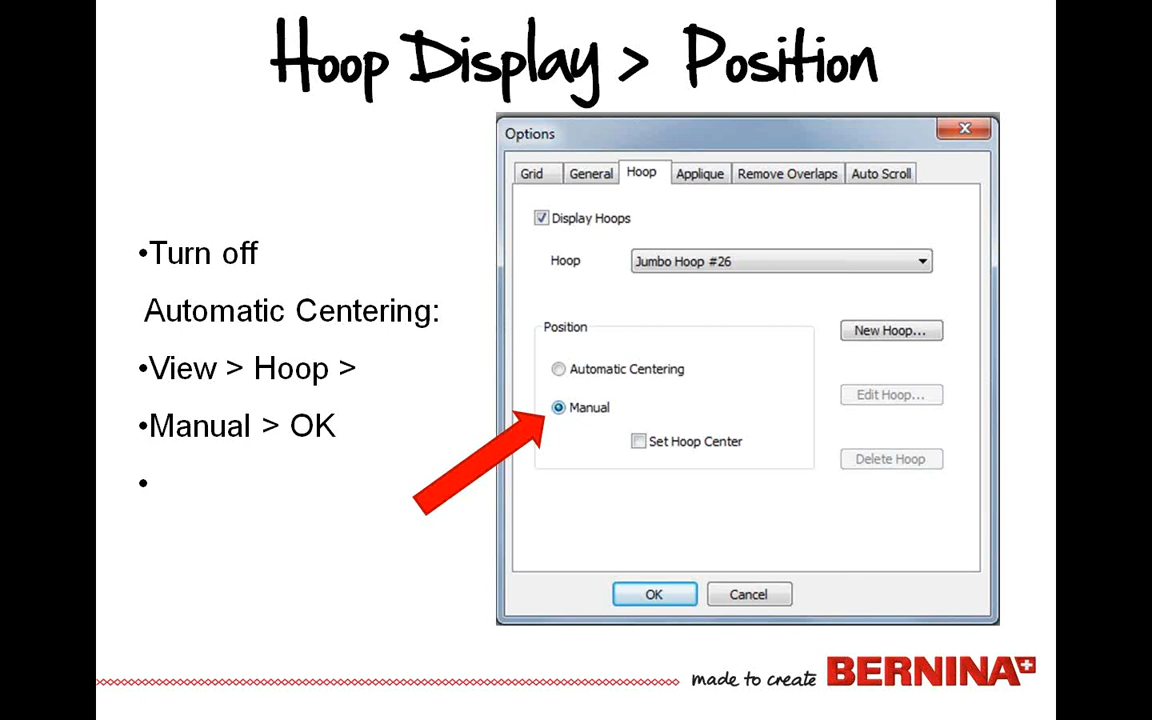 Hoop Display > Position
•Turn off
Automatic Centering:
•View > Hoop >
•Manual > OK
•
Options
Grid General Hoop Applique Remove Overlaps Auto Scroll
Display Hoops
Hoop Jumbo Hoop #26
Position
New Hoop...
Automatic Centering
Edit Hoop...
Manual
Set Hoop Center
Delete Hoop
OK Cancel
made to create BERNINA